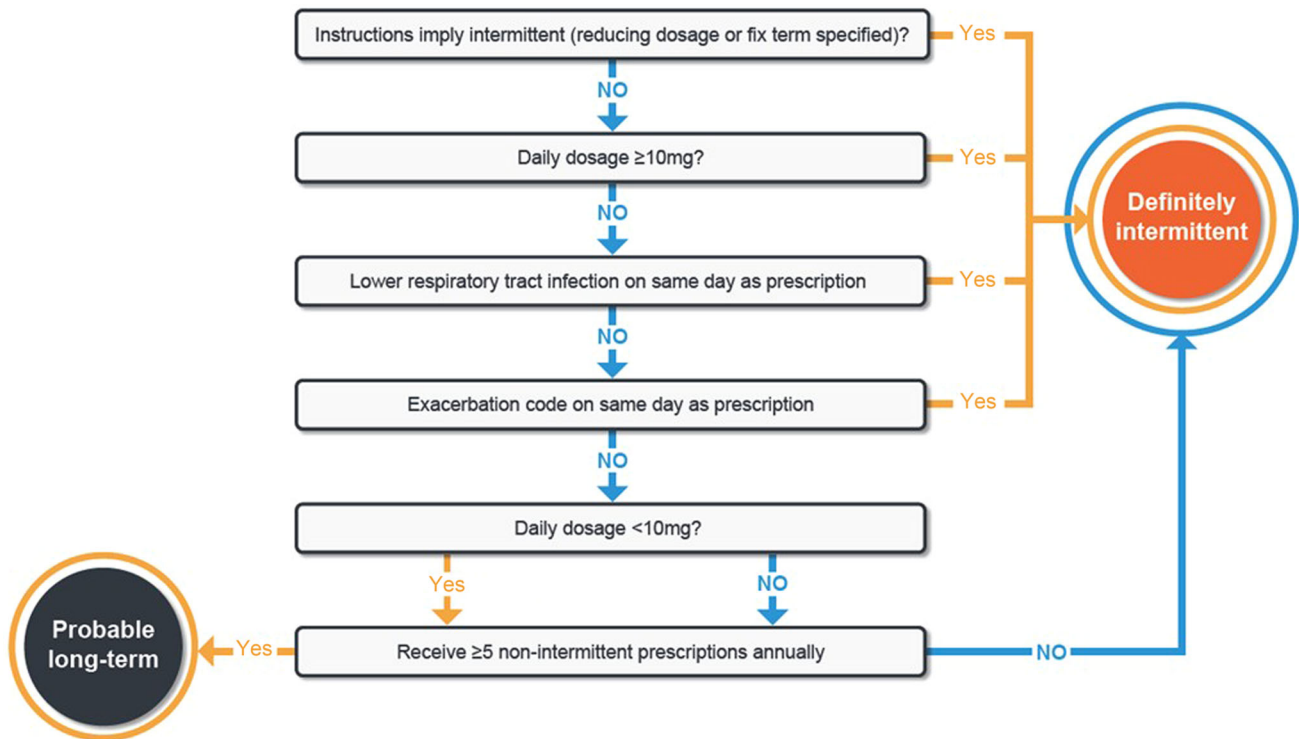 Instructions imply intermittent (reducing dosage or fix term specified)?
Yes
NO
Daily dosage ≥10mg?
Yes
Definitely
intermittent
NO
Lower respiratory tract infection on same day as prescription
Yes
NO
Exacerbation code on same day as prescription
Yes
NO
Daily dosage <10mg?
Yes
NO
Probable
long-term
Yes
Receive ≥5 non-intermittent prescriptions annually
NO